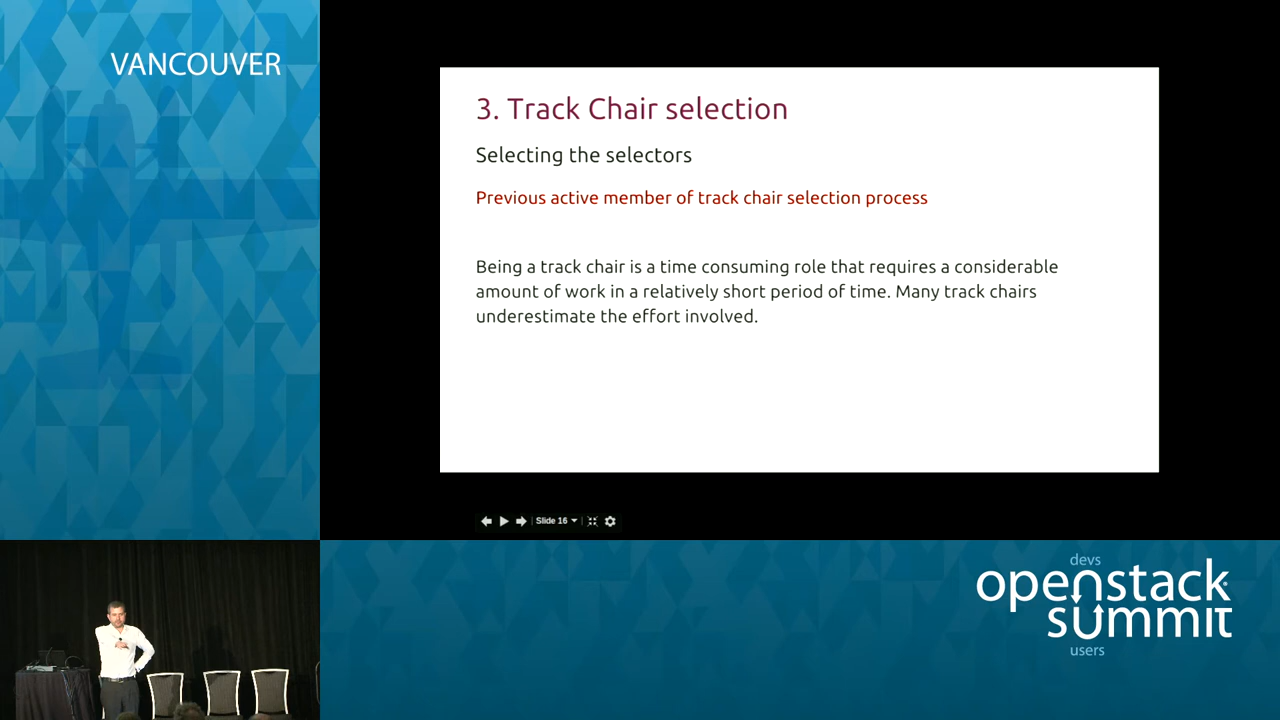 VANCOUVER
3. Track Chair selection
Selecting the selectors
Previous active member of track chair selection process
Being a track chair is a time consuming role that requires a considerable
amount of work in a relatively short period of time. Many track chairs
underestimate the effort involved.
Slide 16
devs
openstack
summit
users